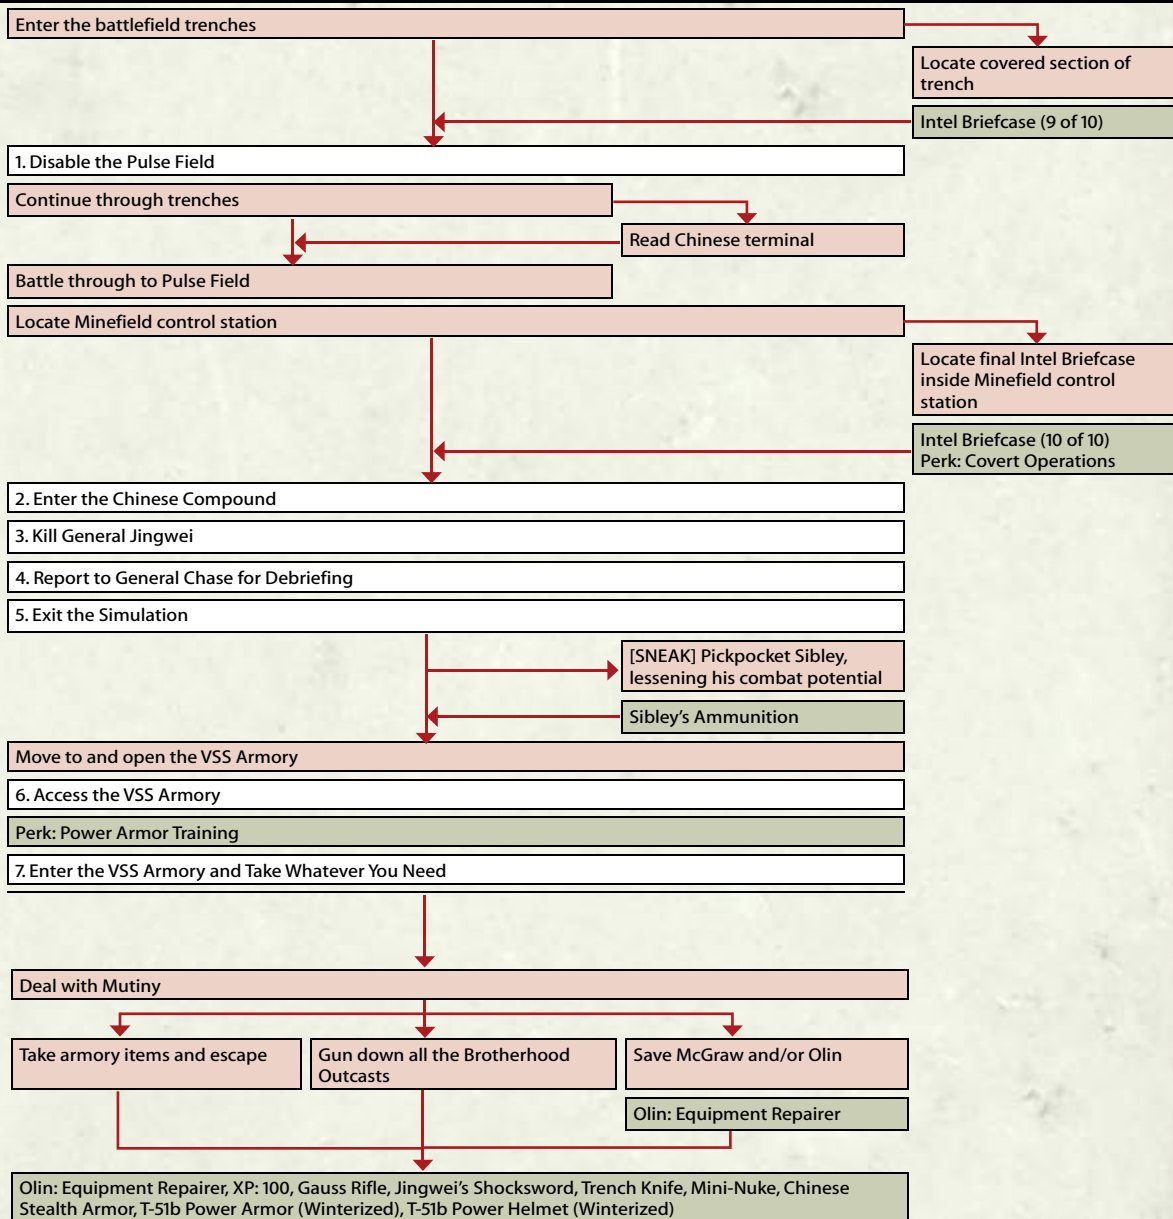 Enter the battlefield trenches
Locate covered section of
trench
Intel Briefcase (9 of 10)
1. Disable the Pulse Field
Continue through trenches
Read Chinese terminal
Battle through to Pulse Field
Locate Minefield control station
Locate final Intel Briefcase
inside Minefield control
station
Intel Briefcase (10 of 10)
Perk: Covert Operations
2. Enter the Chinese Compound
3. Kill General Jingwei
4. Report to General Chase for Debriefing
5. Exit the Simulation
[SNEAK] Pickpocket Sibley,
lessening his combat potential
Sibley's Ammunition
Move to and open the VSS Armory
6. Access the VSS Armory
Perk: Power Armor Training
7. Enter the VSS Armory and Take Whatever You Need
Deal with Mutiny
Take armory items and escape
Gun down all the Brotherhood
Outcasts
Save McGraw and/or Olin
Olin: Equipment Repairer
Olin: Equipment Repairer, XP: 100, Gauss Rifle, Jingwei's Shocksword, Trench Knife, Mini-Nuke, Chinese
Stealth Armor, T-51b Power Armor (Winterized), T-51b Power Helmet (Winterized)